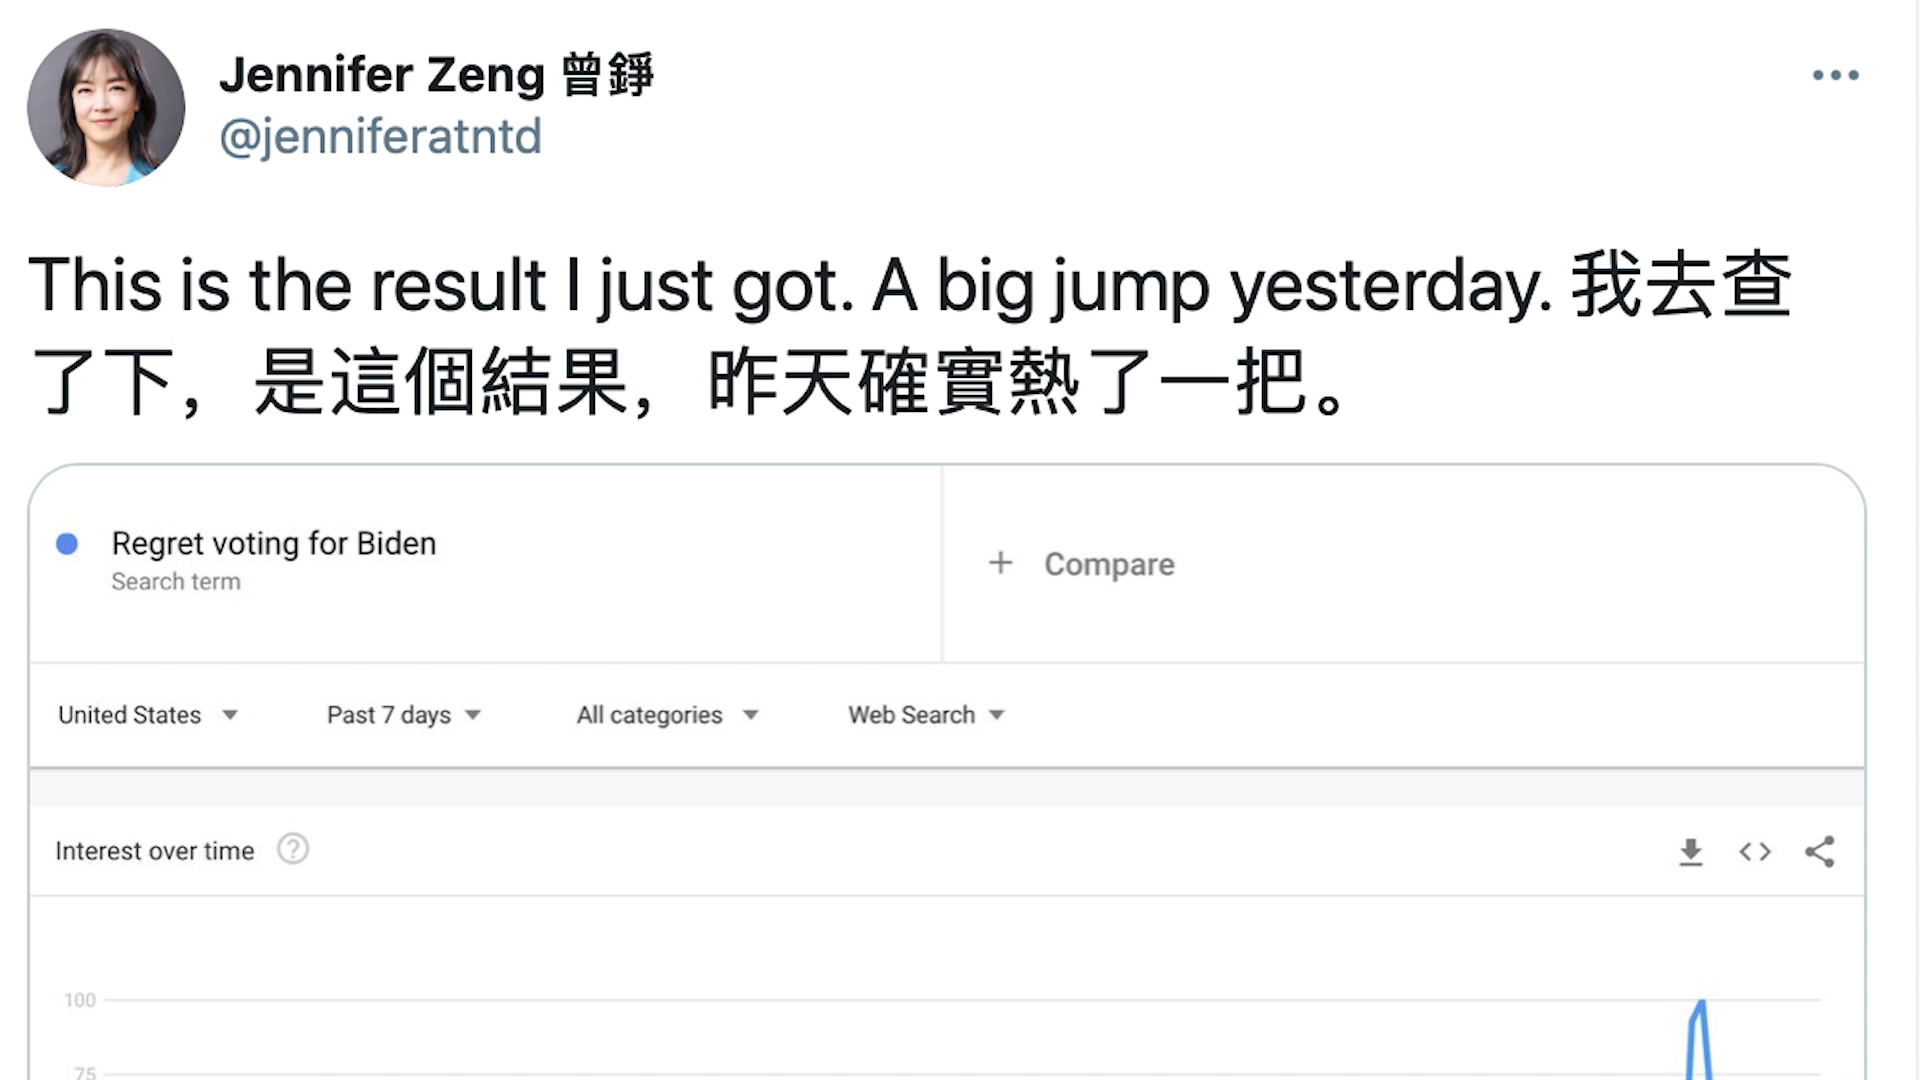 Jennifer Zeng 曾錚
@jenniferatntd
This is the result I just got. A big jump yesterday. 我去查
了下，是這個結果，昨天確實熱了一把。
Regret voting for Biden
Search term
+ Compare
United States
Past 7 days
All categories
Web Search
Interest over time
100
75